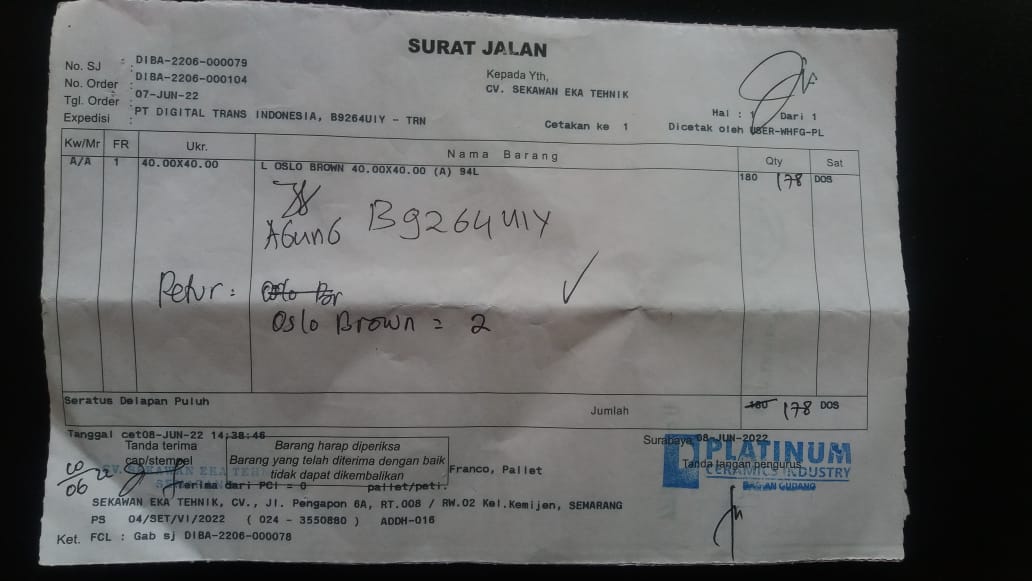 SURAT JALAN
No. SJ : DIBA-2206-000079
No. Order : DIBA-2206-000104
Tgl. Order : 07-JUN-22
Expedisi : PT DIGITAL TRANS INDONESIA, B9264UIY - TRN
Kepada Yth,
CV. SEKAWAN EKA TEHNIK
Cetakan ke 1
Hal : 1 Dari 1
Dicetak oleh USER-WHFG-PL
Kw/Mr FR Ukr. Nama Barang Qty Sat
A/A 1 40.00X40.00 L OSLO BROWN 40.00X40.00 (A) 94L 180 178 DOS
AGUNG B9264UIY
Retur : Oslo Br
Oslo Brown = 2
Seratus Delapan Puluh Jumlah 180 178 DOS
Tanggal cet08-JUN-22 14:38:46
Tanda terima
cap/stempel
CV. SEKAWAN EKA
Barang harap diperiksa
Barang yang telah diterima dengan baik
tidak dapat dikembalikan
Franco, Pallet
Surabaya 08-JUN-2022
Tanda tangan pengurus
PLATINUM
CERAMICS INDUSTRY
BAGIAN GUDANG
Terima dari PCI = 0 pallet/peti.
SEKAWAN EKA TEHNIK, CV., Jl. Pengapon 6A, RT.008 / RW.02 Kel.Kemijen, SEMARANG
PS 04/SET/VI/2022 ( 024 - 3550880 ) ADDH-016
Ket. FCL : Gab sj DIBA-2206-000078